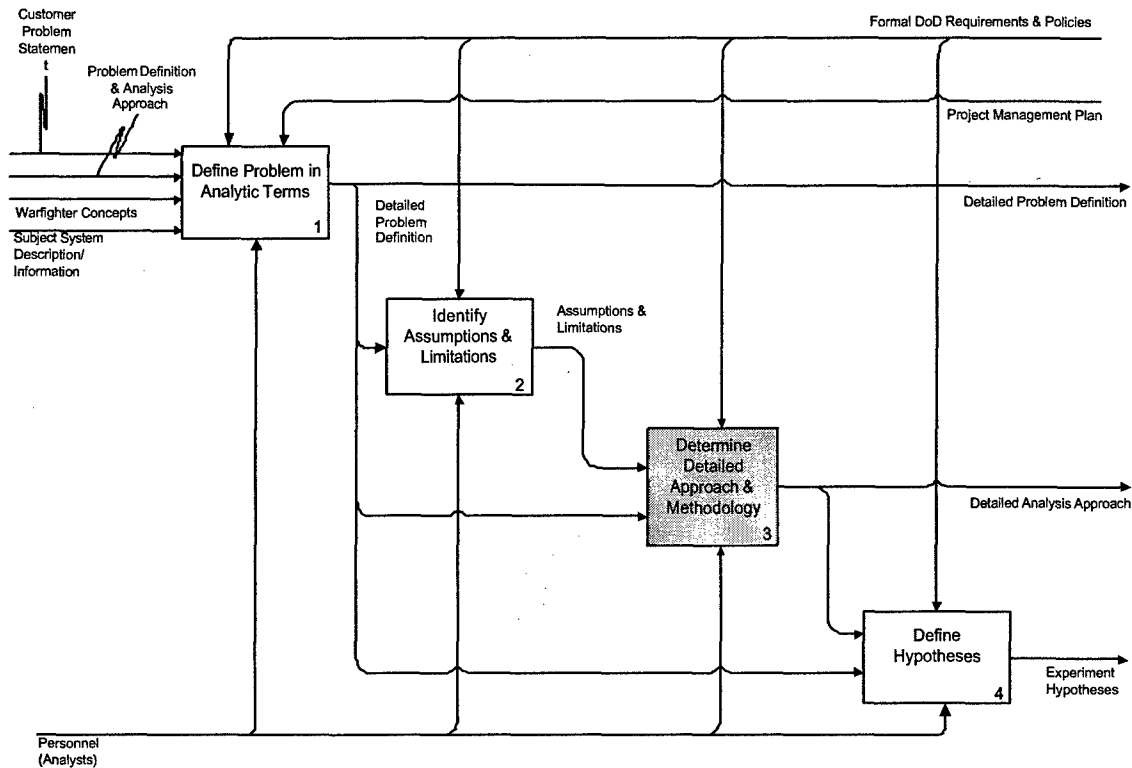 Customer
Problem
Statemen
t
Problem Definition
& Analysis
Approach
Formal DoD Requirements & Policies
Project Management Plan
Define Problem in
Analytic Terms
1
Warfighter Concepts
Subject System
Description/
Information
Detailed
Problem
Definition
Detailed Problem Definition
Identify
Assumptions &
Limitations
2
Assumptions &
Limitations
Determine
Detailed
Approach &
Methodology
3
Detailed Analysis Approach
Define
Hypotheses
4
Experiment
Hypotheses
Personnel
(Analysts)